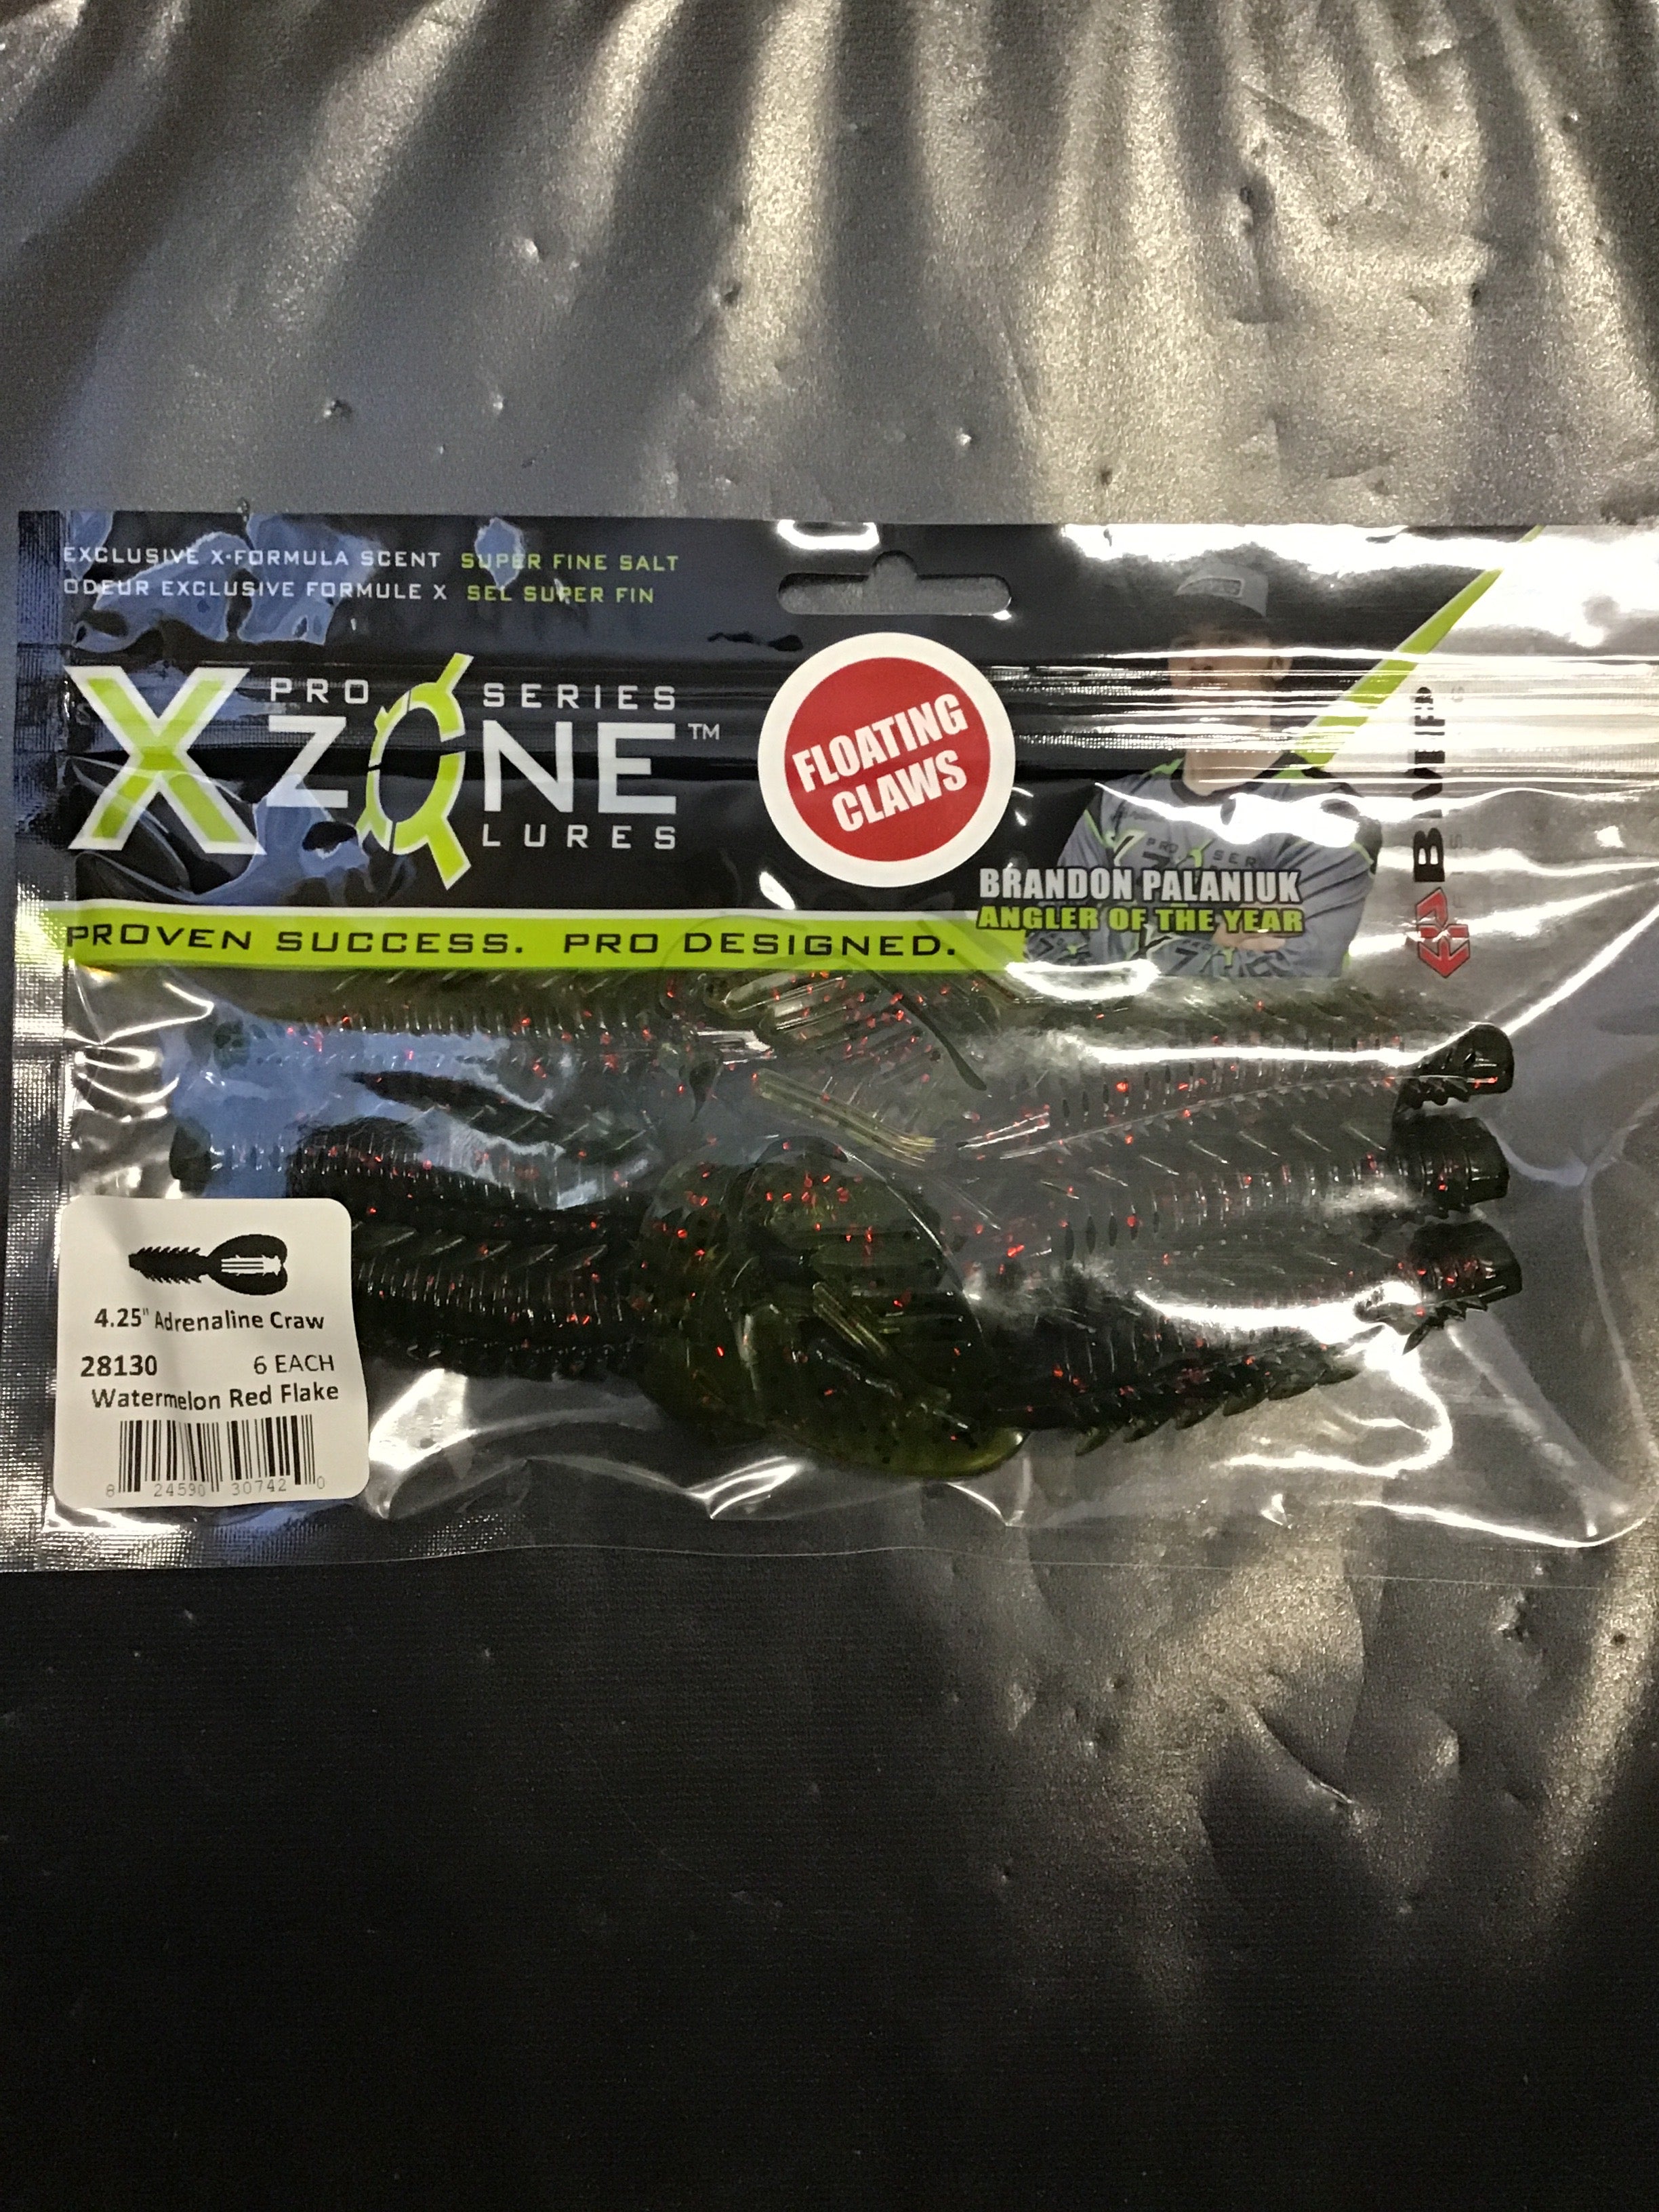 EXCLUSIVE X-FORMULA SCENT SUPER FINE SALT
ODEUR EXCLUSIVE FORMULE X SEL SUPER FIN
PRO SERIES
X ZONE™
LURES
FLOATING
CLAWS
BRANDON PALANIUK
ANGLER OF THE YEAR
PROVEN SUCCESS. PRO DESIGNED.
4.25" Adrenaline Craw
28130 6 EACH
Watermelon Red Flake
8 24590 30742 0